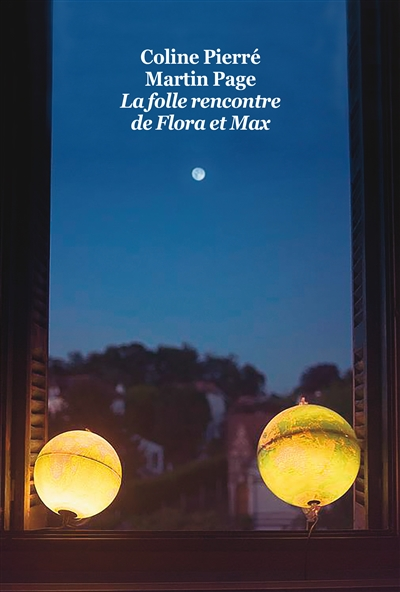 Coline Pierré
Martin Page
La folle rencontre
de Flora et Max